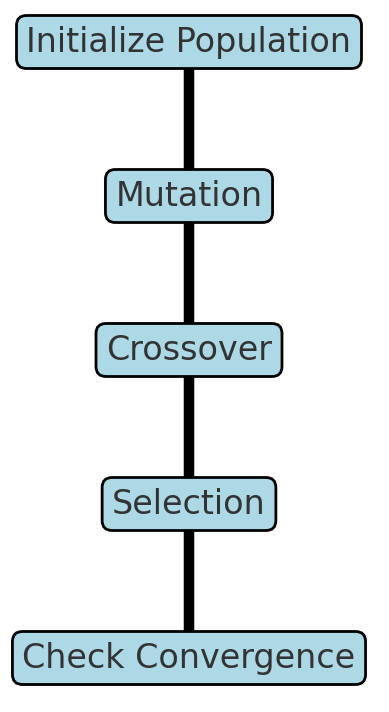 Initialize Population
Mutation
Crossover
Selection
Check Convergence